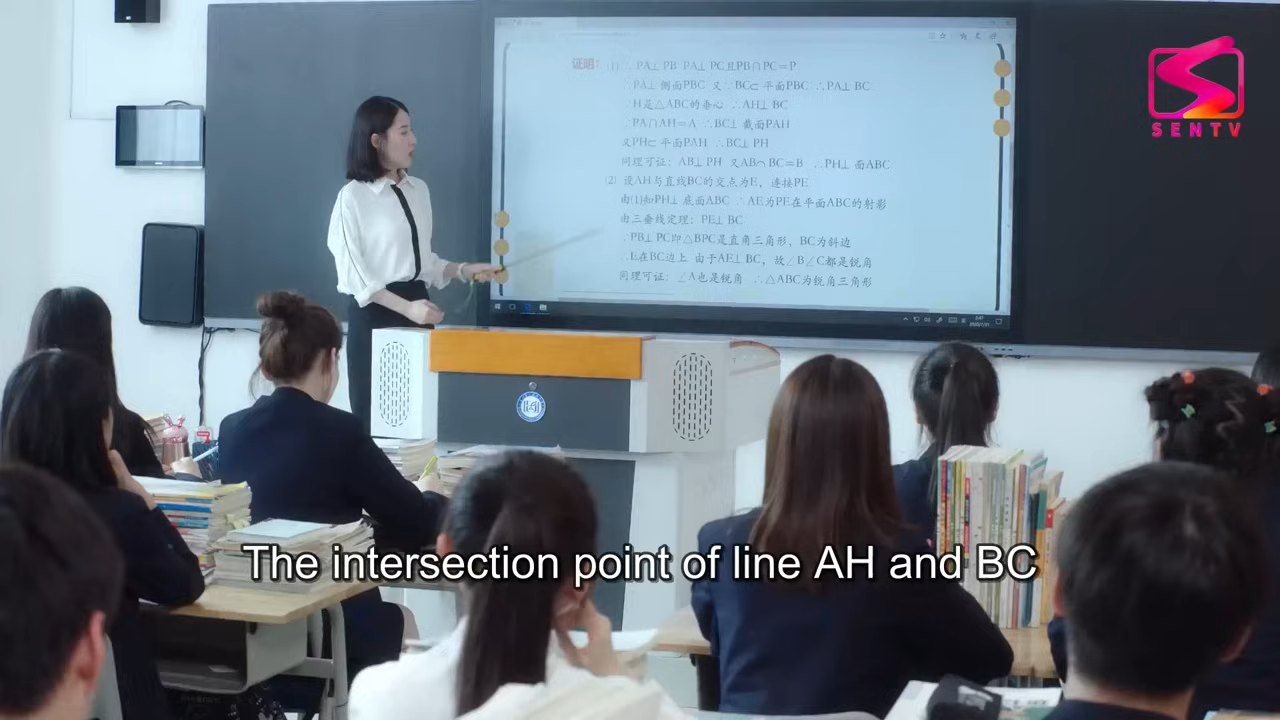 证明：(1) ∵PA⊥ PB PA⊥ PC且PB∩PC=P
∴PA⊥ 侧面PBC 又∵BC⊂ 平面PBC ∴PA⊥ BC
∵H是△ABC的垂心 ∴AH⊥ BC
∵PA∩AH=A ∴BC⊥ 截面PAH
又PH⊂ 平面PAH ∴BC⊥ PH
同理可证：AB⊥ PH 又AB∩BC=B ∴PH⊥ 面ABC
(2) 设AH与直线BC的交点为E，连接PE
由(1)知PH⊥ 底面ABC ∴AE为PE在平面ABC的射影
由三垂线定理：PE⊥ BC
∵PB⊥ PC即△BPC是直角三角形，BC为斜边
∴E在BC边上 由于AE⊥ BC，故∠B∠C都是锐角
同理可证：∠A也是锐角 ∴△ABC为锐角三角形
SENTV
The intersection point of line AH and BC